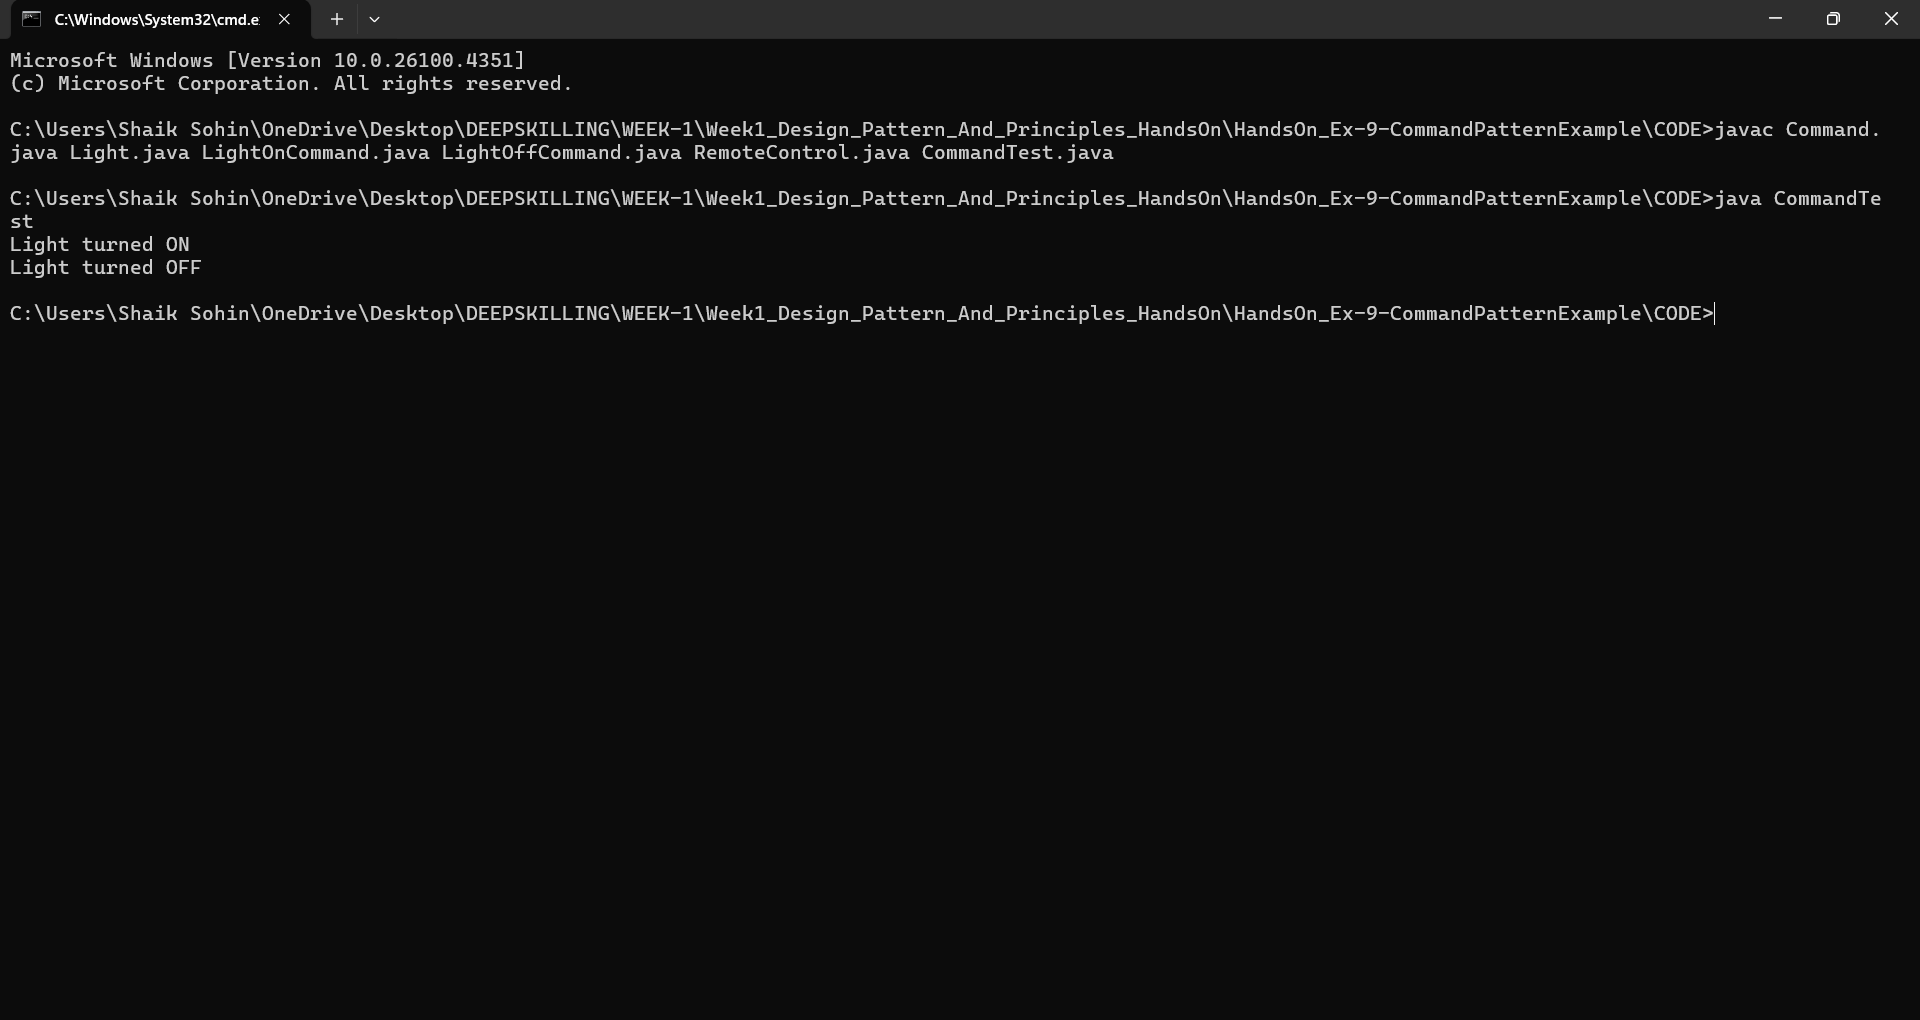 C:\Windows\System32\cmd.e
Microsoft Windows [Version 10.0.26100.4351]
(c) Microsoft Corporation. All rights reserved.
C:\Users\Shaik Sohin\OneDrive\Desktop\DEEPSKILLING\WEEK-1\Week1_Design_Pattern_And_Principles_HandsOn\HandsOn_Ex-9-CommandPatternExample\CODE>javac Command.
java Light.java LightOnCommand.java LightOffCommand.java RemoteControl.java CommandTest.java
C:\Users\Shaik Sohin\OneDrive\Desktop\DEEPSKILLING\WEEK-1\Week1_Design_Pattern_And_Principles_HandsOn\HandsOn_Ex-9-CommandPatternExample\CODE>java CommandTe
st
Light turned ON
Light turned OFF
C:\Users\Shaik Sohin\OneDrive\Desktop\DEEPSKILLING\WEEK-1\Week1_Design_Pattern_And_Principles_HandsOn\HandsOn_Ex-9-CommandPatternExample\CODE>